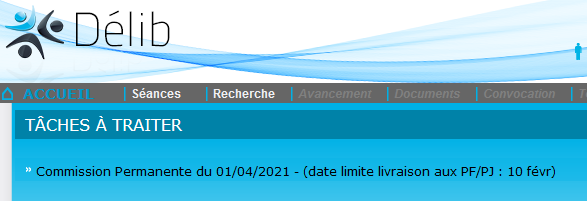 Délib
ACCUEIL Séances Recherche Avancement Documents Convocation
TÂCHES À TRAITER
» Commission Permanente du 01/04/2021 - (date limite livraison aux PF/PJ : 10 févr)